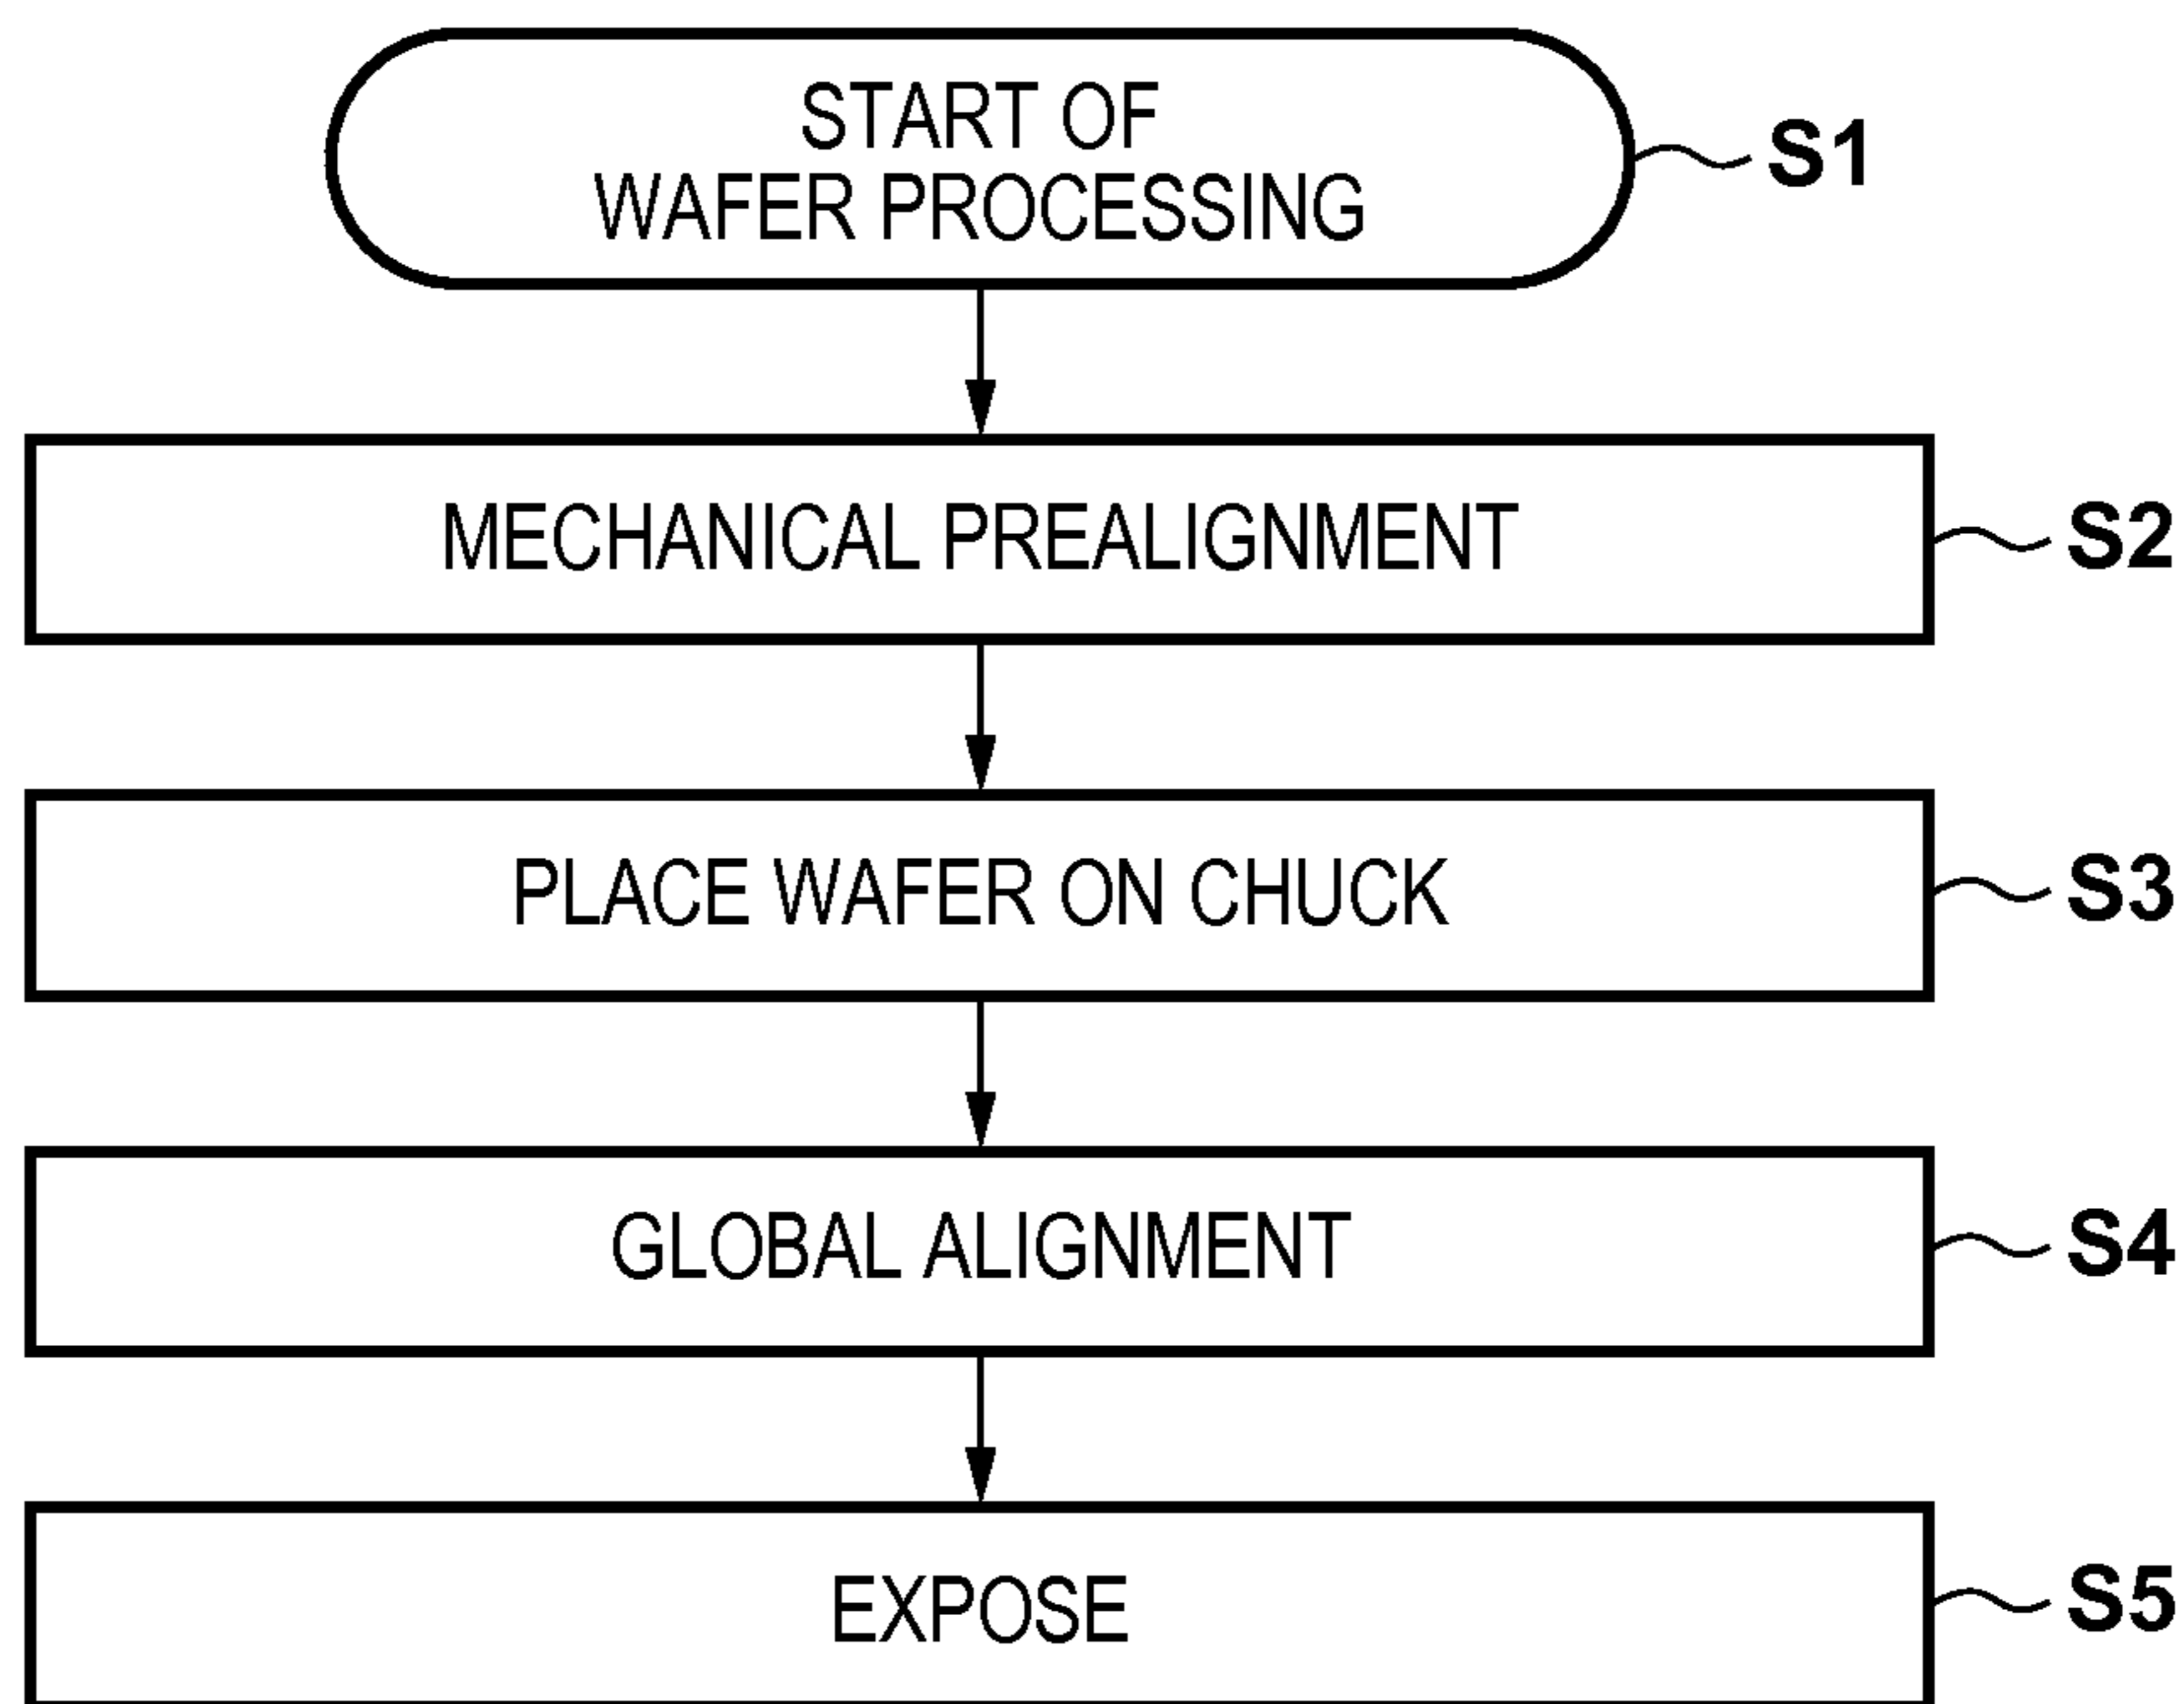 START OF
WAFER PROCESSING
S1
MECHANICAL PREALIGNMENT
S2
PLACE WAFER ON CHUCK
S3
GLOBAL ALIGNMENT
S4
EXPOSE
S5